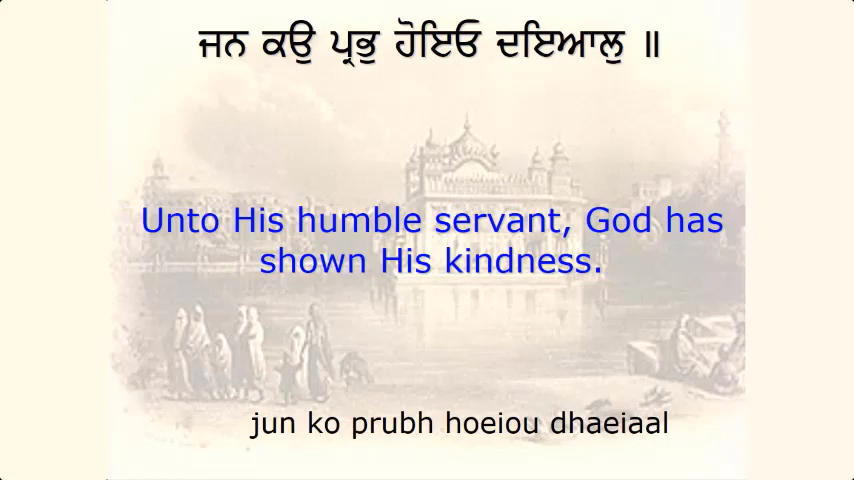 ਜਨ ਕਉ ਪ੍ਰਭੁ ਹੋਇਓ ਦਇਆਲੁ ॥
Unto His humble servant, God has
shown His kindness.
jun ko prubh hoeiou dhaeiaal